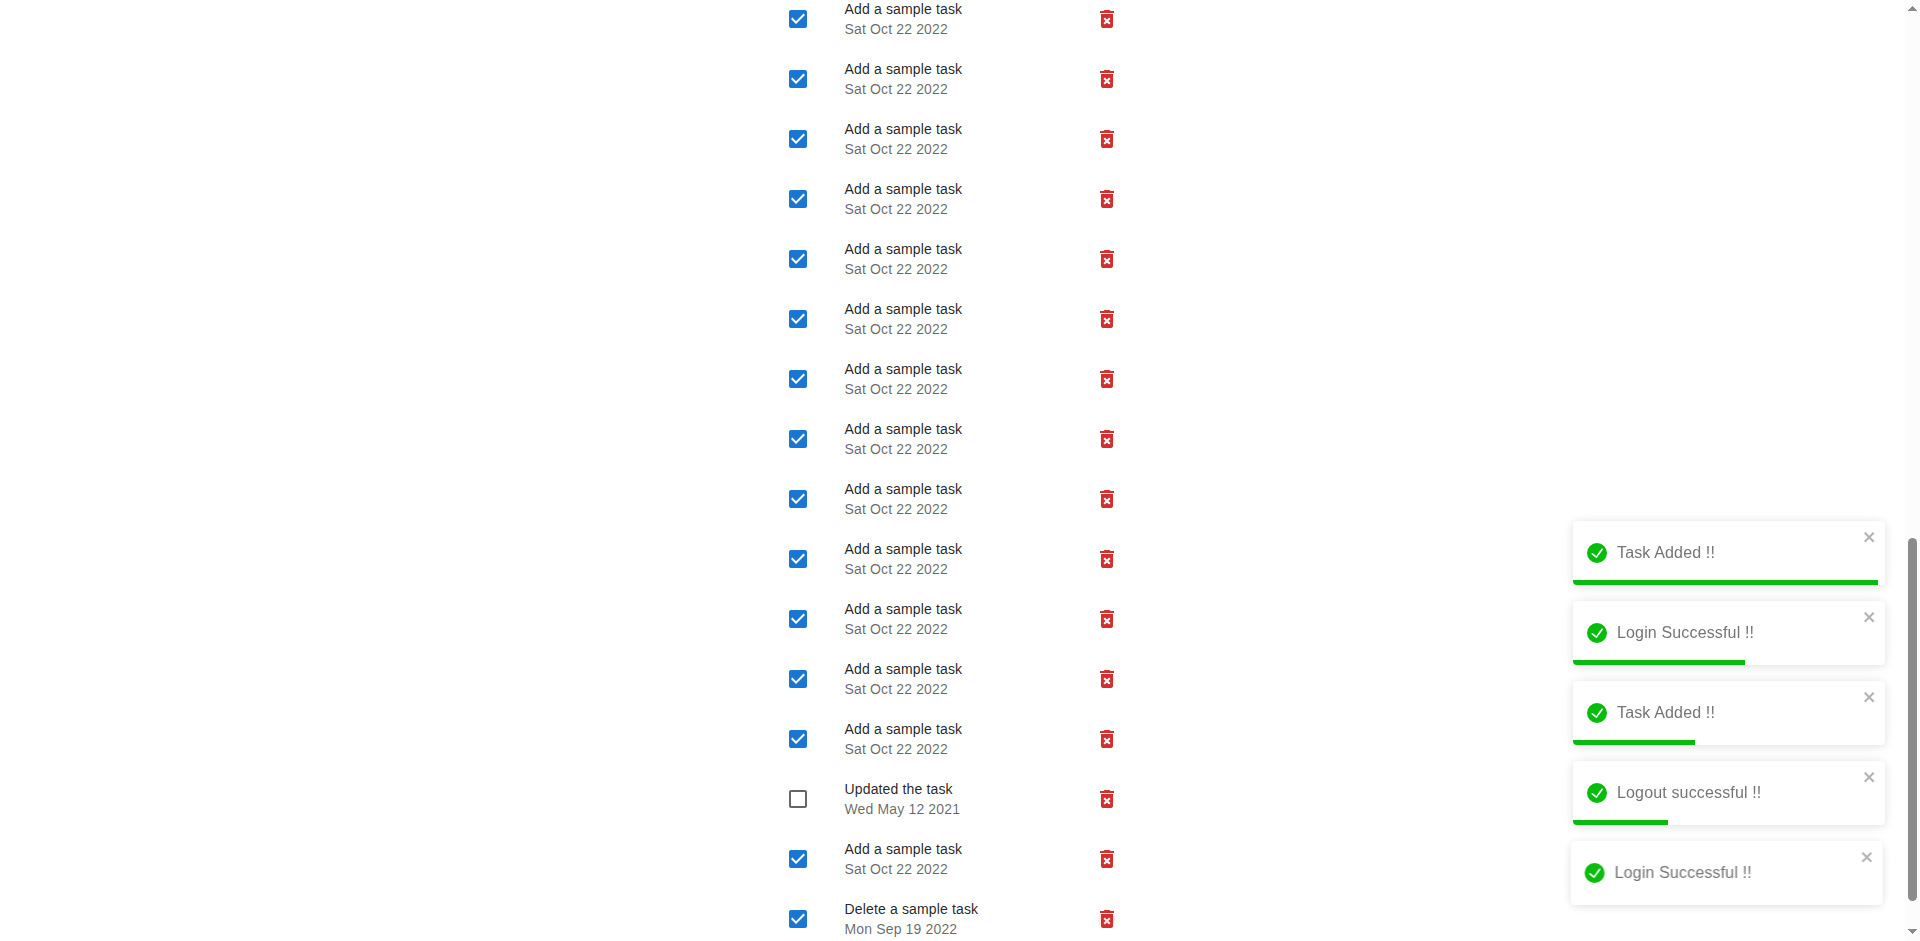 Add a sample task
Sat Oct 22 2022
Add a sample task
Sat Oct 22 2022
Add a sample task
Sat Oct 22 2022
Add a sample task
Sat Oct 22 2022
Add a sample task
Sat Oct 22 2022
Add a sample task
Sat Oct 22 2022
Add a sample task
Sat Oct 22 2022
Add a sample task
Sat Oct 22 2022
Add a sample task
Sat Oct 22 2022
Add a sample task
Sat Oct 22 2022
Add a sample task
Sat Oct 22 2022
Add a sample task
Sat Oct 22 2022
Add a sample task
Sat Oct 22 2022
Updated the task
Wed May 12 2021
Add a sample task
Sat Oct 22 2022
Delete a sample task
Mon Sep 19 2022
Task Added !!
Login Successful !!
Task Added !!
Logout successful !!
Login Successful !!